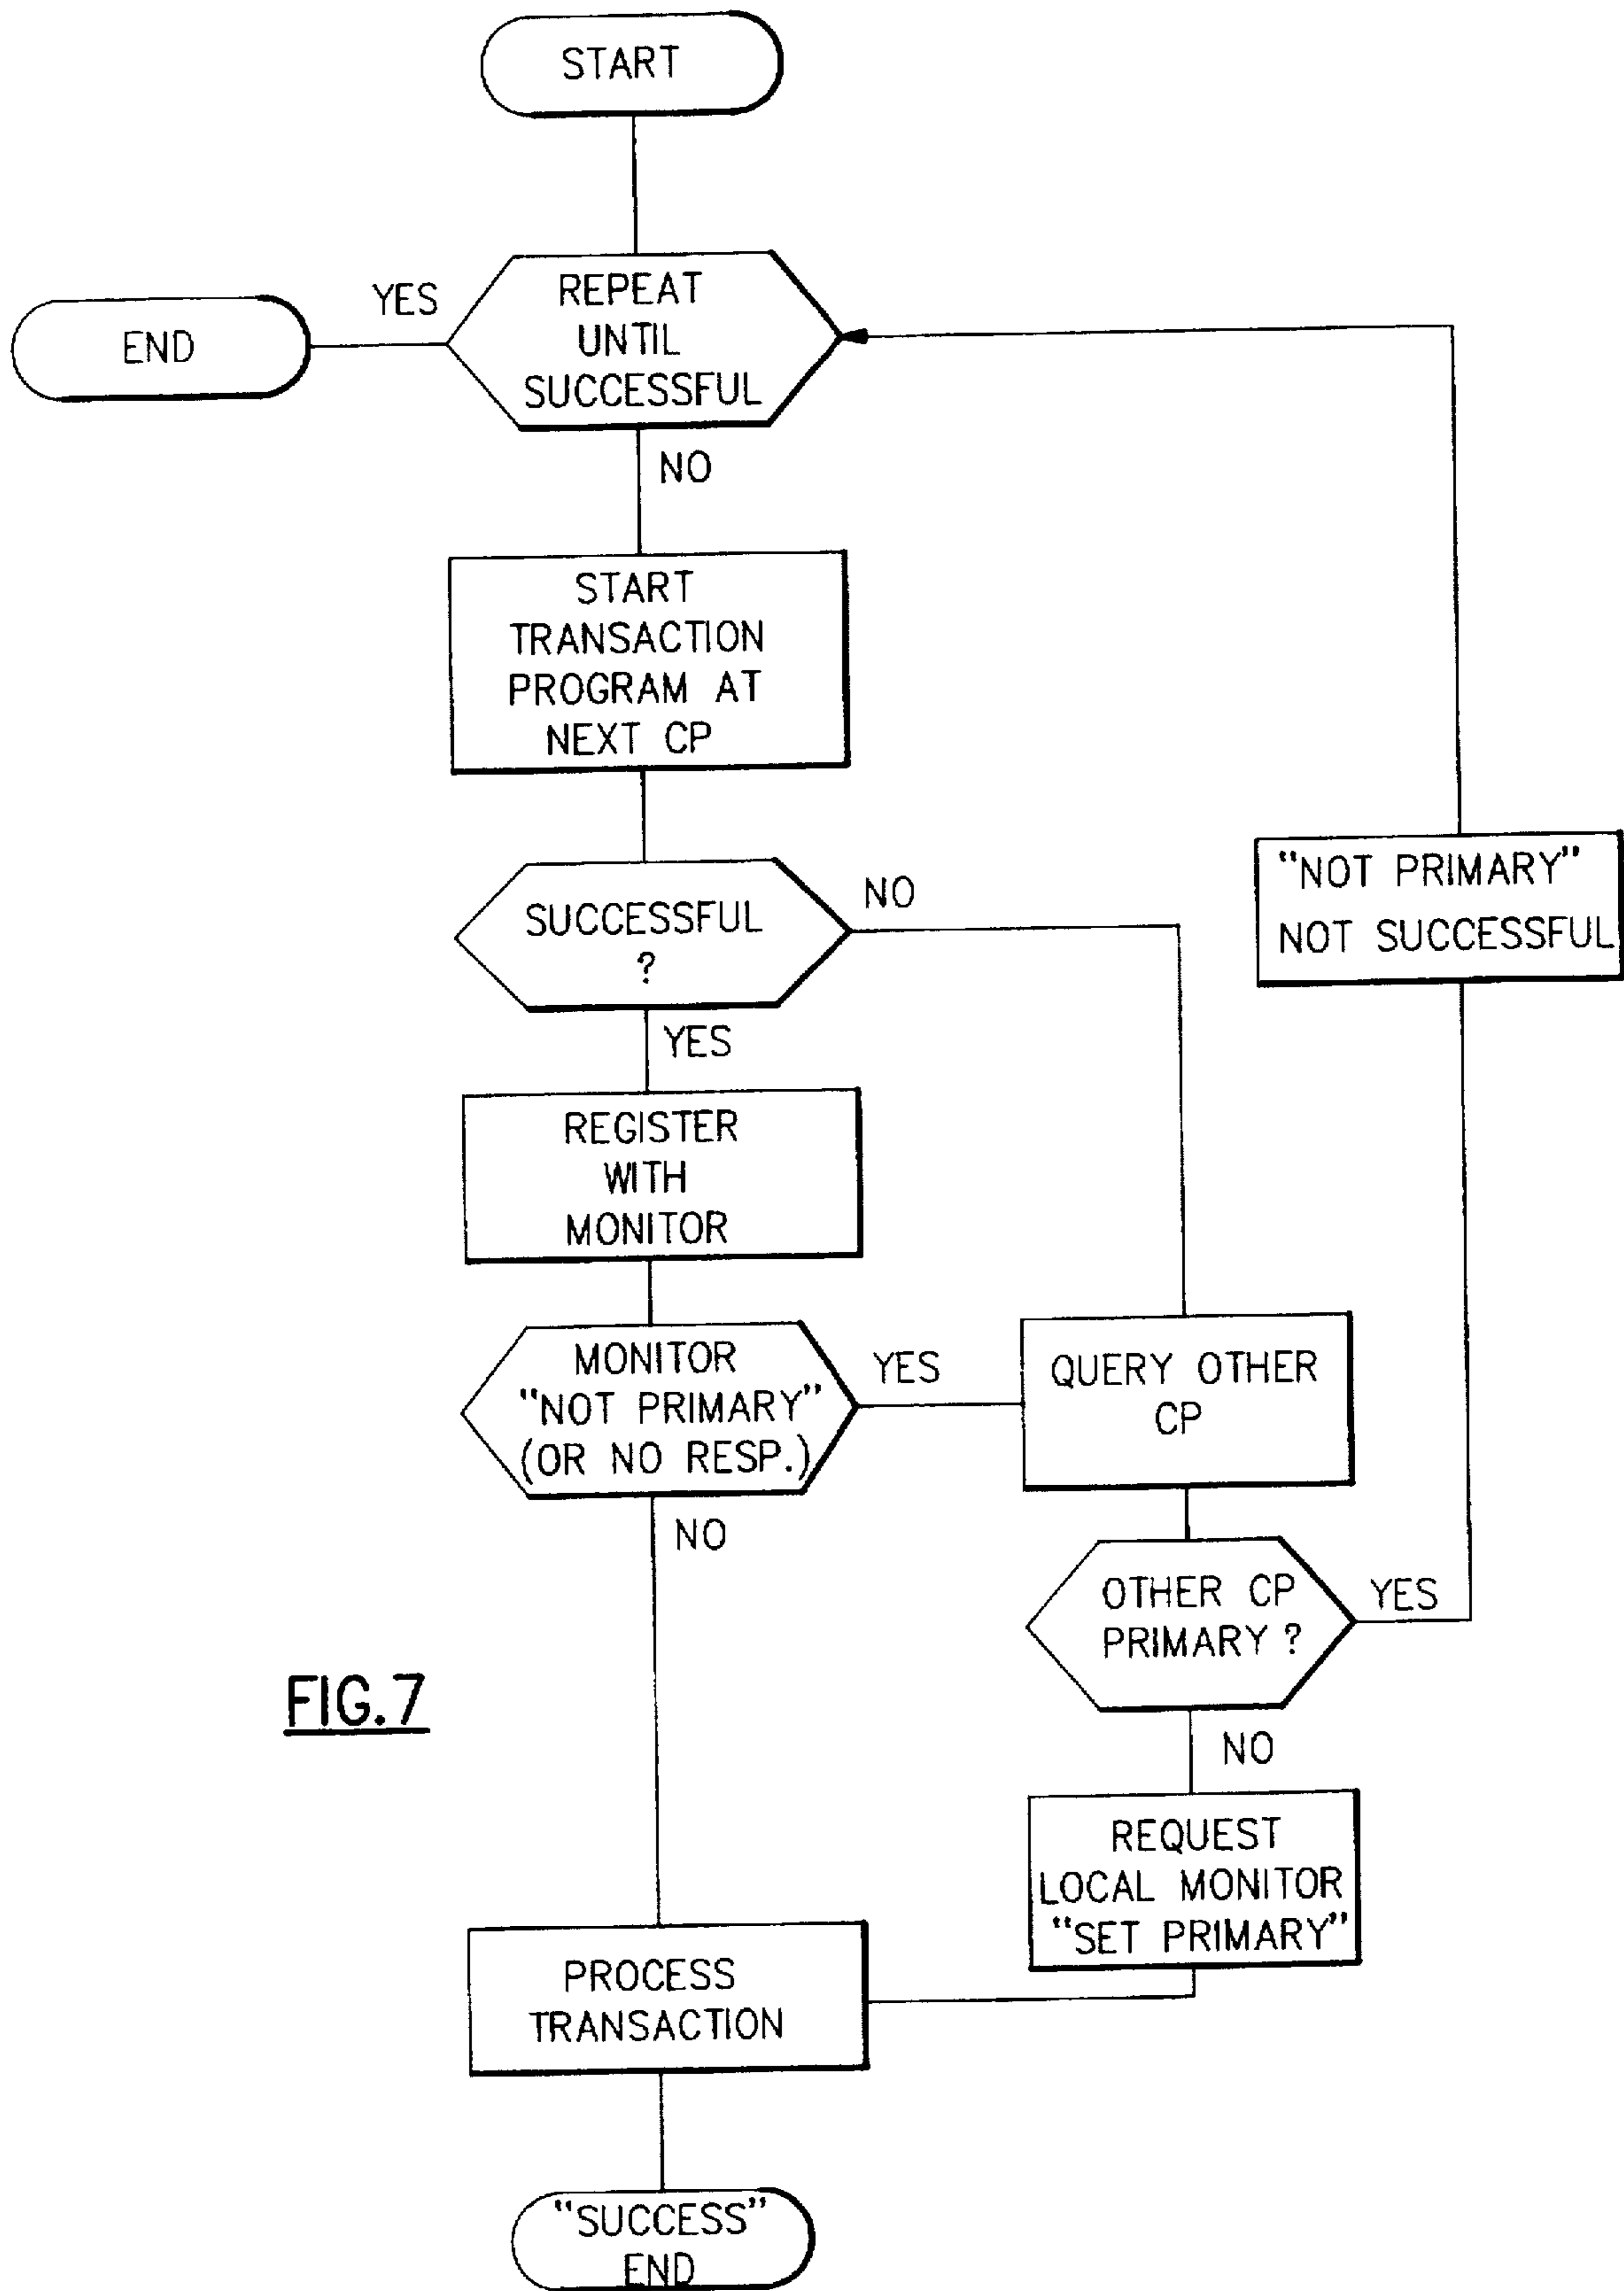 START
YES
REPEAT
UNTIL
SUCCESSFUL
END
NO
START
TRANSACTION
PROGRAM AT
NEXT CP
"NOT PRIMARY"
NOT SUCCESSFUL
SUCCESSFUL
?
NO
YES
REGISTER
WITH
MONITOR
MONITOR
"NOT PRIMARY"
(OR NO RESP.)
YES
QUERY OTHER
CP
NO
OTHER CP
PRIMARY ?
YES
FIG.7
NO
REQUEST
LOCAL MONITOR
"SET PRIMARY"
PROCESS
TRANSACTION
"SUCCESS"
END